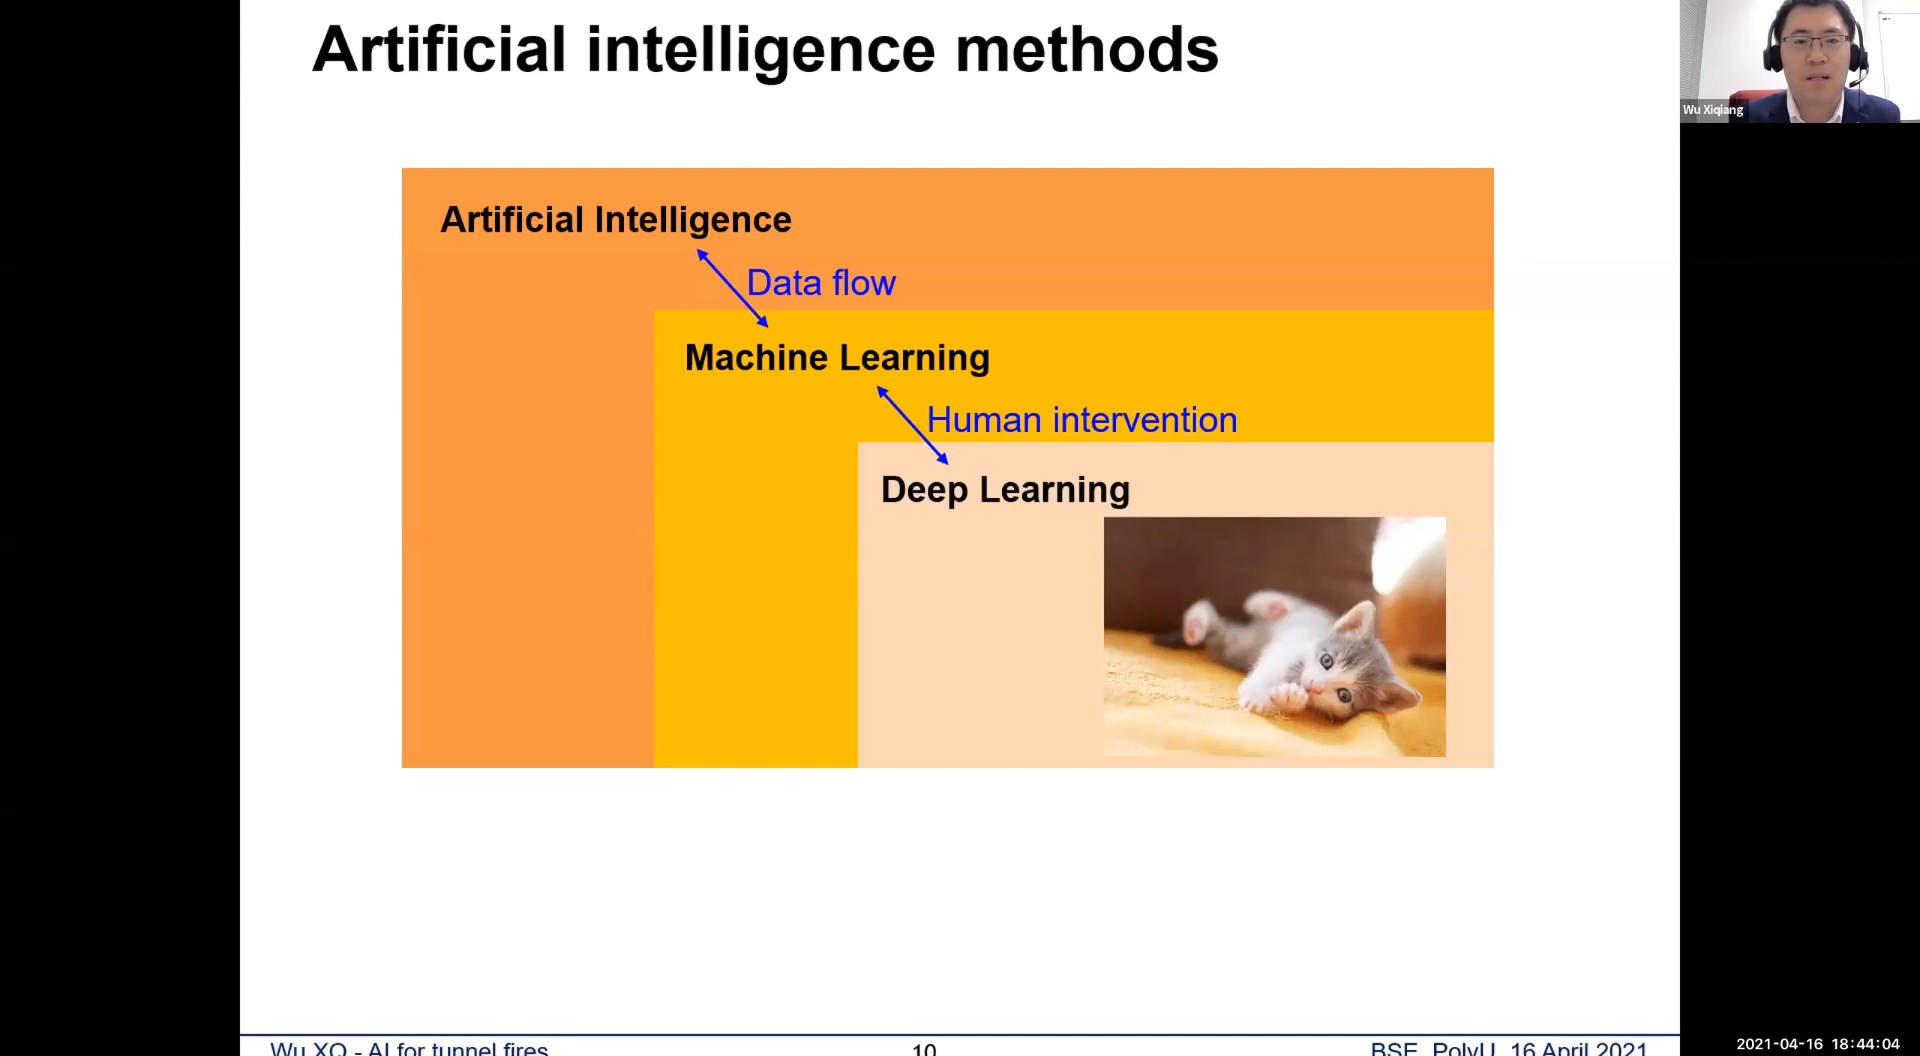 Artificial intelligence methods
Wu Xiqiang
Artificial Intelligence
Data flow
Machine Learning
Human intervention
Deep Learning
Wu XQ - AI for tunnel fires
10
BSE, PolyU, 16 April 2021
2021-04-16 18:44:04